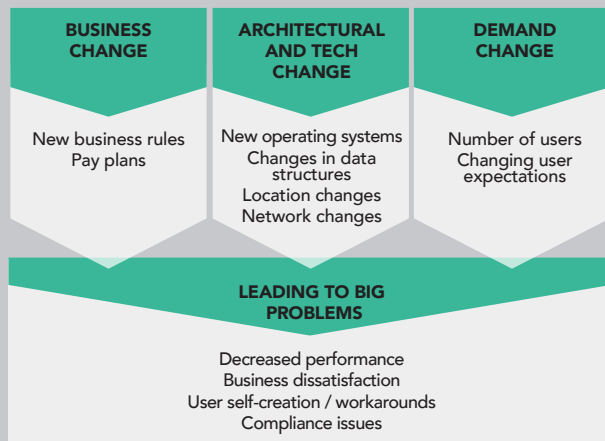 BUSINESS
CHANGE
New business rules
Pay plans
ARCHITECTURAL
AND TECH
CHANGE
New operating systems
Changes in data
structures
Location changes
Network changes
DEMAND
CHANGE
Number of users
Changing user
expectations
LEADING TO BIG
PROBLEMS
Decreased performance
Business dissatisfaction
User self-creation / workarounds
Compliance issues